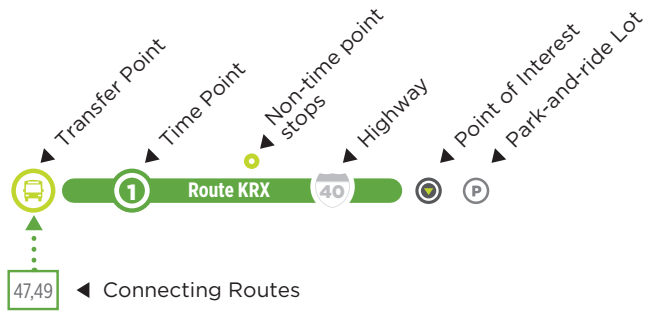 Transfer Point
Time Point
Non-time point
stops
Highway
Point of Interest
Park-and-ride Lot
1
Route KRX
40
P
47,49
Connecting Routes